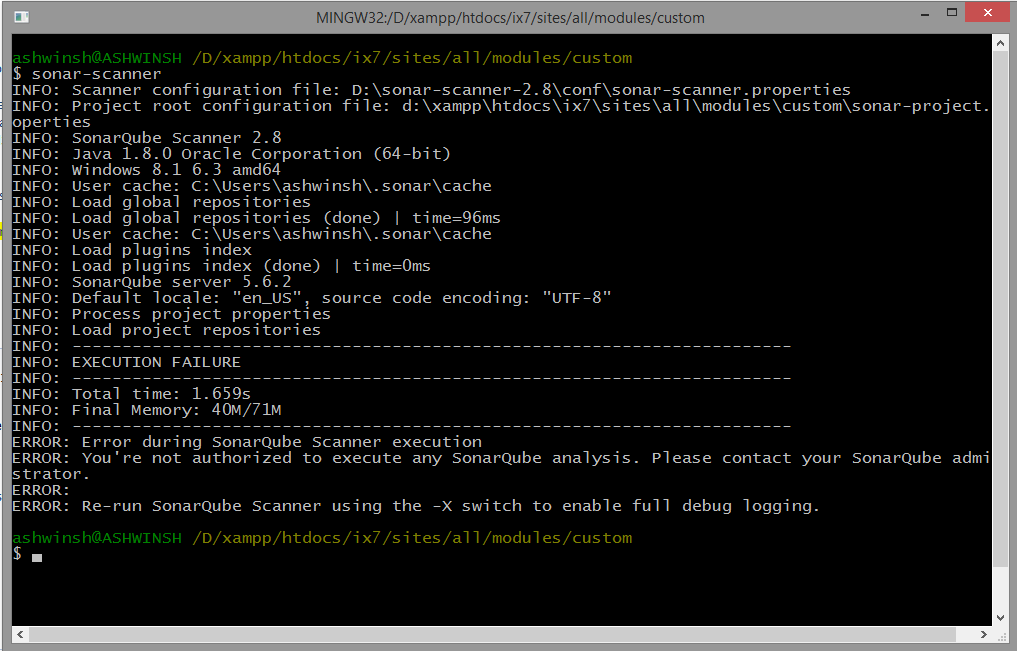 MINGW32:/D/xampp/htdocs/ix7/sites/all/modules/custom
ashwinsh@ASHWINSH /D/xampp/htdocs/ix7/sites/all/modules/custom
$ sonar-scanner
INFO: Scanner configuration file: D:\sonar-scanner-2.8\conf\sonar-scanner.properties
INFO: Project root configuration file: d:\xampp\htdocs\ix7\sites\all\modules\custom\sonar-project.
operties
INFO: SonarQube Scanner 2.8
INFO: Java 1.8.0 Oracle Corporation (64-bit)
INFO: Windows 8.1 6.3 amd64
INFO: User cache: C:\Users\ashwinsh\.sonar\cache
INFO: Load global repositories
INFO: Load global repositories (done) | time=96ms
INFO: User cache: C:\Users\ashwinsh\.sonar\cache
INFO: Load plugins index
INFO: Load plugins index (done) | time=0ms
INFO: SonarQube server 5.6.2
INFO: Default locale: "en_US", source code encoding: "UTF-8"
INFO: Process project properties
INFO: Load project repositories
INFO: ------------------------------------------------------------------------
INFO: EXECUTION FAILURE
INFO: ------------------------------------------------------------------------
INFO: Total time: 1.659s
INFO: Final Memory: 40M/71M
INFO: ------------------------------------------------------------------------
ERROR: Error during SonarQube Scanner execution
ERROR: You're not authorized to execute any SonarQube analysis. Please contact your SonarQube admi
strator.
ERROR:
ERROR: Re-run SonarQube Scanner using the -X switch to enable full debug logging.
ashwinsh@ASHWINSH /D/xampp/htdocs/ix7/sites/all/modules/custom
$